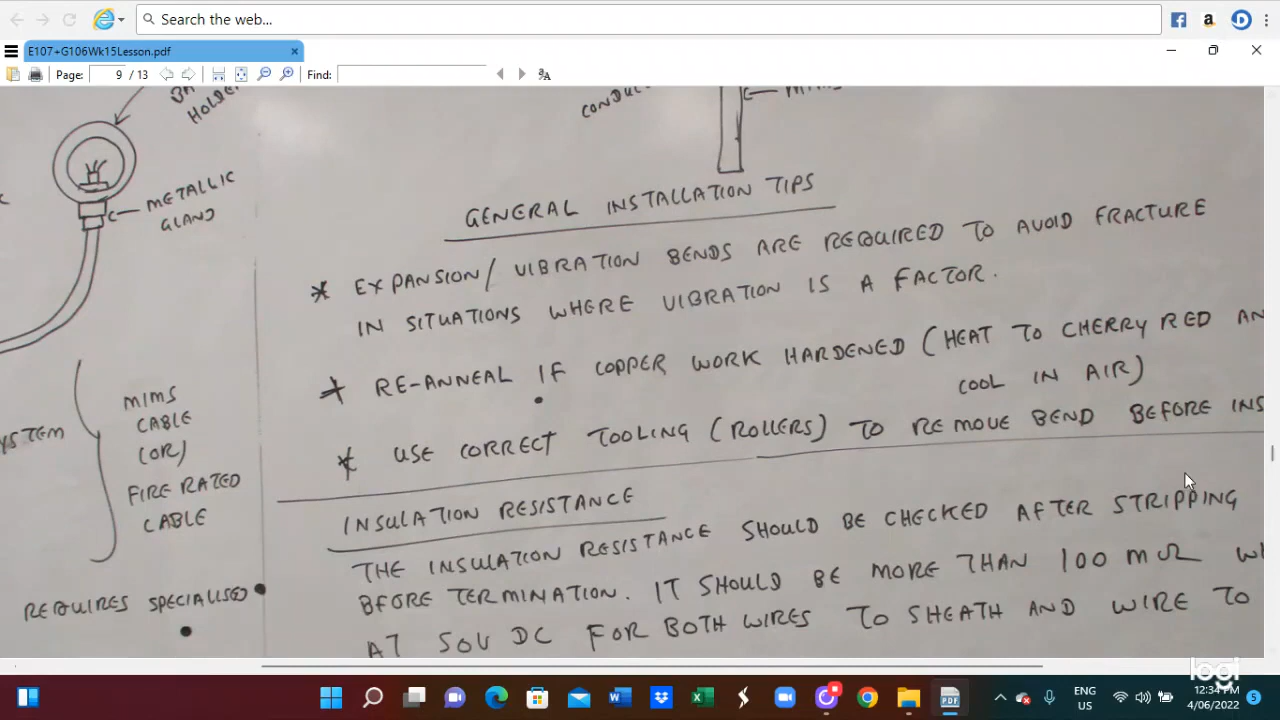 Search the web...
E107+G106Wk15Lesson.pdf
Page: 9 / 13 Find:
HOLDER
METALLIC
GLAND
GENERAL INSTALLATION TIPS
* EXPANSION/ VIBRATION BENDS ARE REQUIRED TO AVOID FRACTURE
IN SITUATIONS WHERE VIBRATION IS A FACTOR.
* RE-ANNEAL IF COPPER WORK HARDENED (HEAT TO CHERRY RED AN
COOL IN AIR)
* USE CORRECT TOOLING (ROLLERS) TO REMOVE BEND BEFORE INS
YSTEM
MIMS
CABLE
(OR)
FIRE RATED
CABLE
REQUIRES SPECIALISED
INSULATION RESISTANCE
THE INSULATION RESISTANCE SHOULD BE CHECKED AFTER STRIPPING
BEFORE TERMINATION. IT SHOULD BE MORE THAN 100 MΩ W
AT 50V DC FOR BOTH WIRES TO SHEATH AND WIRE TO
logi
ENG
US
12:34 PM
4/06/2022
5